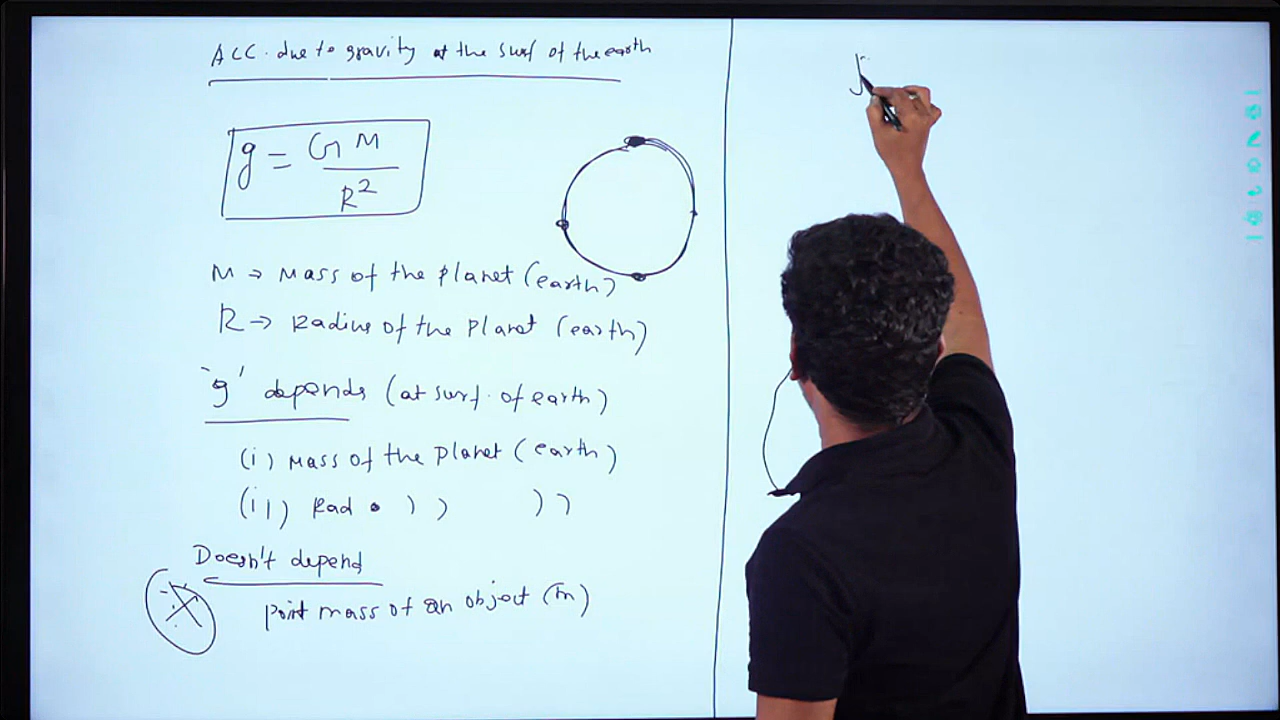 Acc. due to gravity at the surf of the earth
g = GM / R²
M → Mass of the planet (earth)
R → Radius of the planet (earth)
'g' depends (at surf. of earth)
(i) Mass of the planet (earth)
(ii) Rad " "
Doesn't depend
point mass of an object (m)